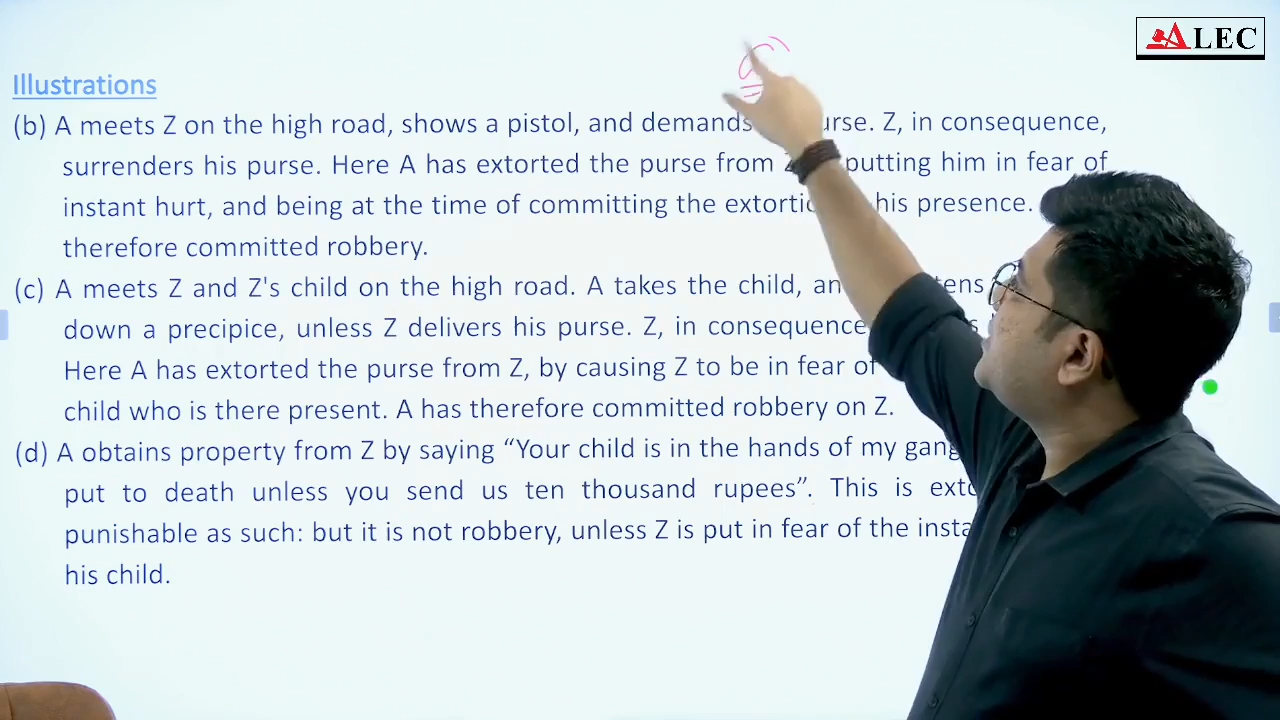 ALEC
Illustrations
(b) A meets Z on the high road, shows a pistol, and demands urse. Z, in consequence,
surrenders his purse. Here A has extorted the purse from putting him in fear of
instant hurt, and being at the time of committing the his presence.
therefore committed robbery.
(c) A meets Z and Z's child on the high road. A takes the child,
down a precipice, unless Z delivers his purse. Z, in consequence
Here A has extorted the purse from Z, by causing Z to be in fear of
child who is there present. A has therefore committed robbery on Z.
(d) A obtains property from Z by saying “Your child is in the hands of my
put to death unless you send us ten thousand rupees”. This is
punishable as such: but it is not robbery, unless Z is put in fear of the
his child.